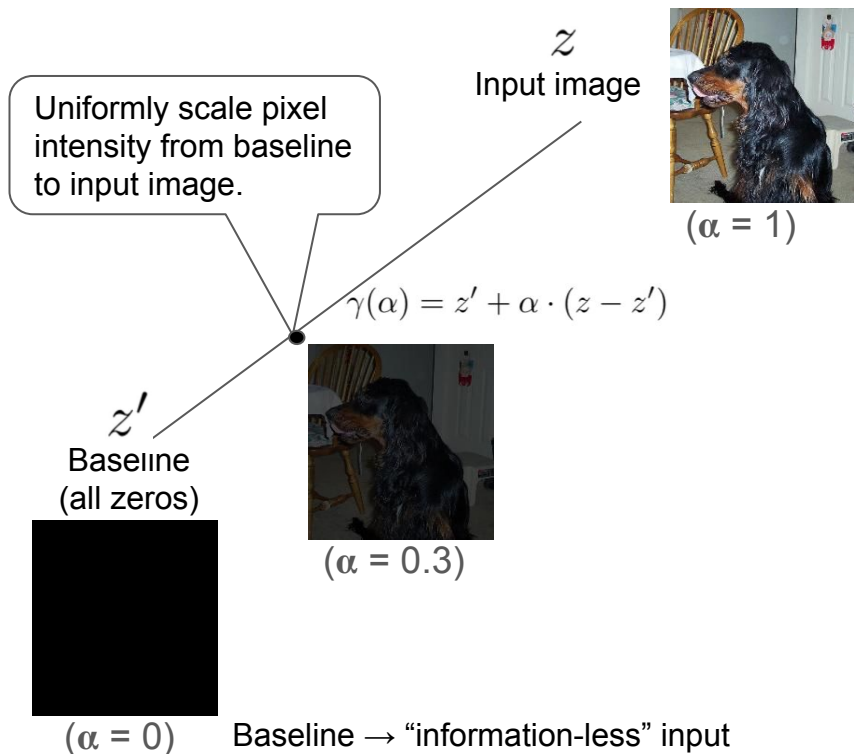 z
Input image
Uniformly scale pixel
intensity from baseline
to input image.
(α = 1)
γ(α) = z′ + α · (z − z′)
z′
Baseline
(all zeros)
(α = 0.3)
(α = 0)
Baseline → “information-less” input